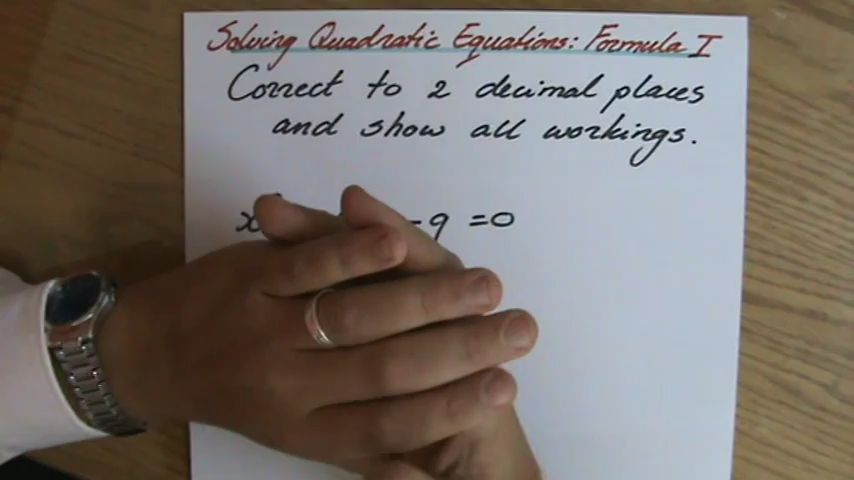 Solving Quadratic Equations: Formula I
Correct to 2 decimal places
and show all workings.
x -9 =0